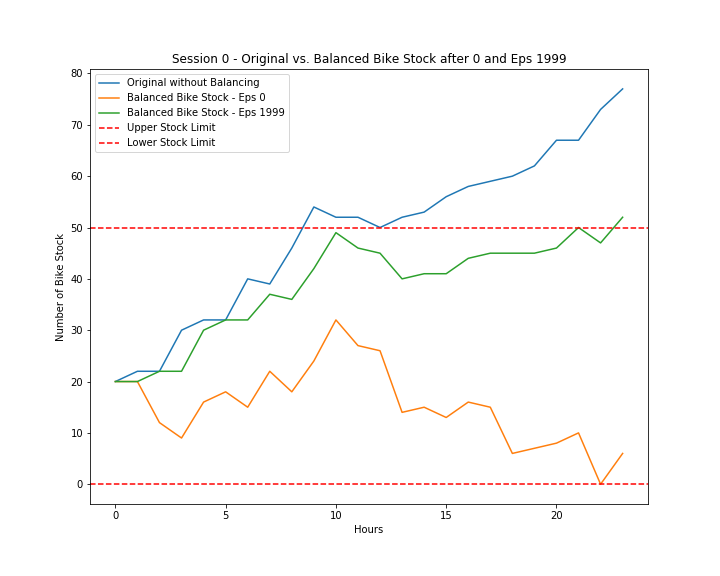 Session 0 - Original vs. Balanced Bike Stock after 0 and Eps 1999
Original without Balancing
Balanced Bike Stock - Eps 0
Balanced Bike Stock - Eps 1999
Upper Stock Limit
Lower Stock Limit
Number of Bike Stock
80
70
60
50
40
30
20
10
0
0 5 10 15 20
Hours